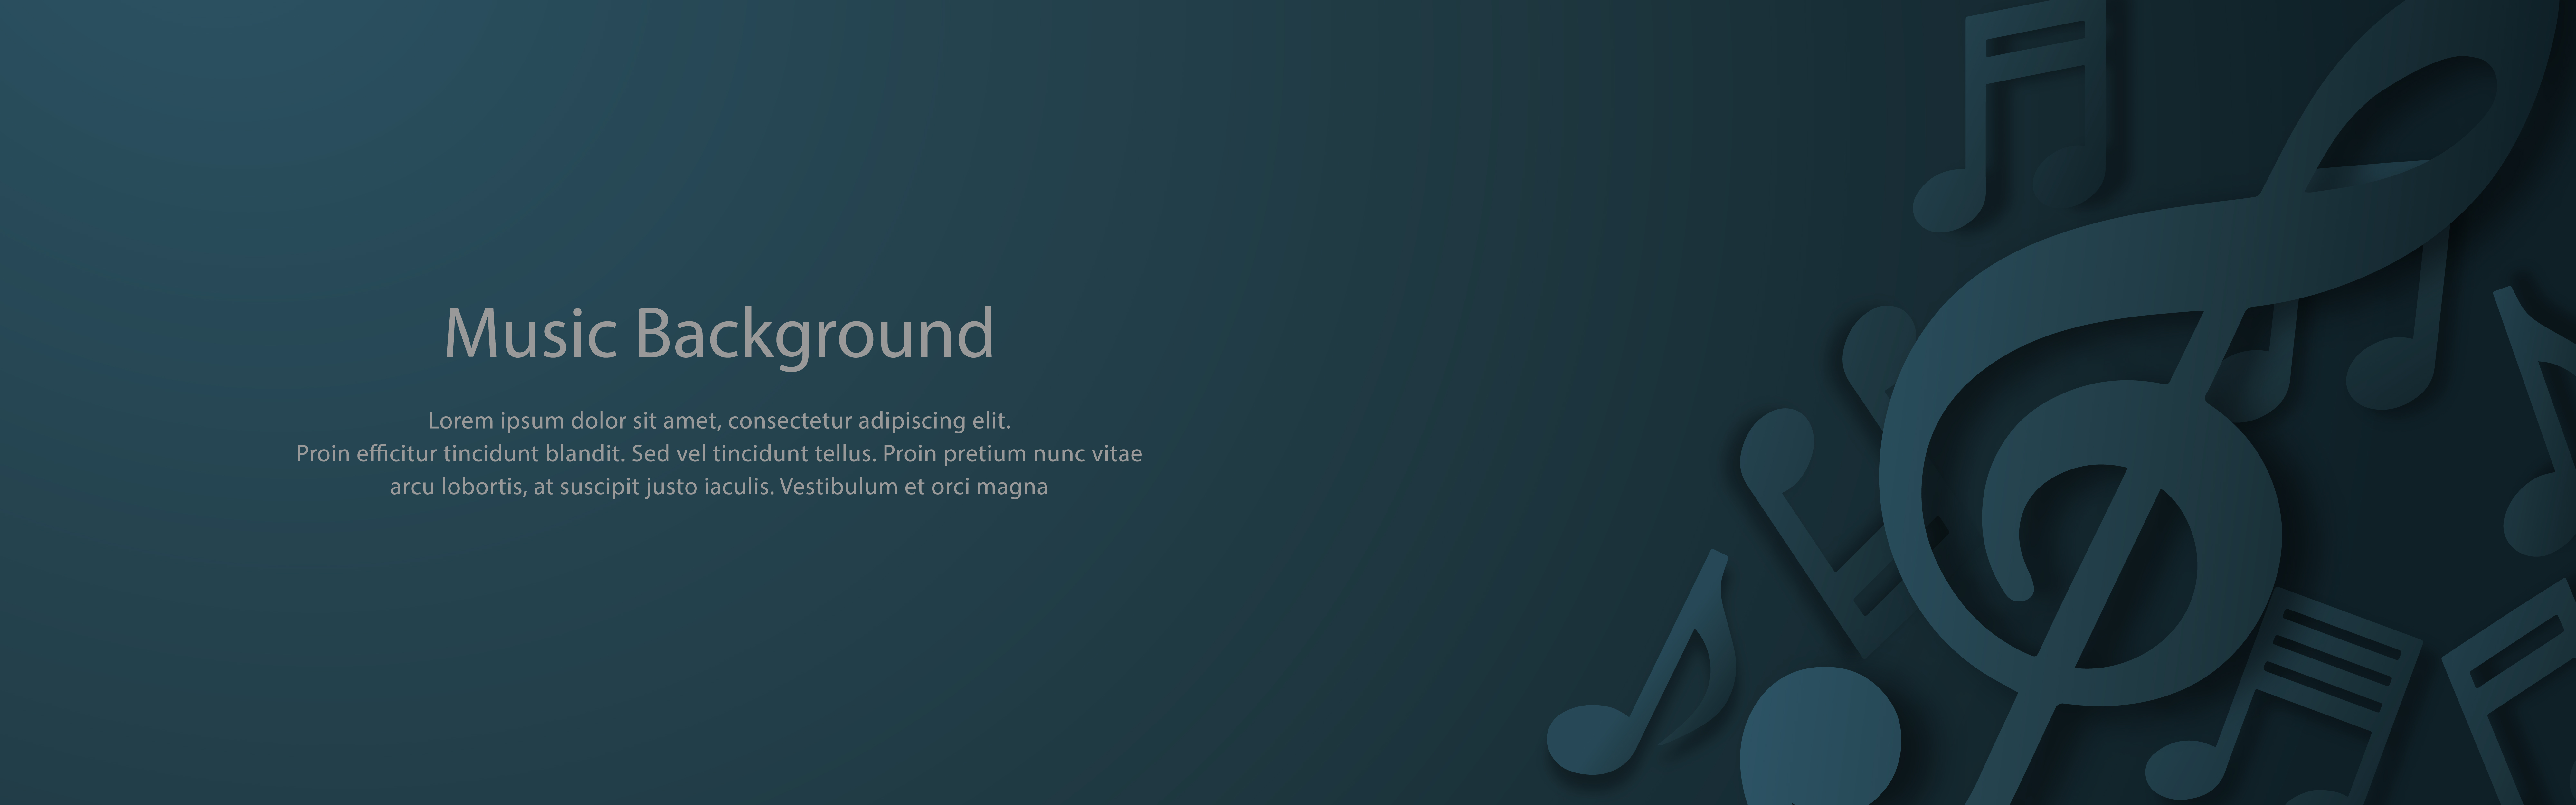 Music Background
Lorem ipsum dolor sit amet, consectetur adipiscing elit.
Proin efficitur tincidunt blandit. Sed vel tincidunt tellus. Proin pretium nunc vitae
arcu lobortis, at suscipit justo iaculis. Vestibulum et orci magna